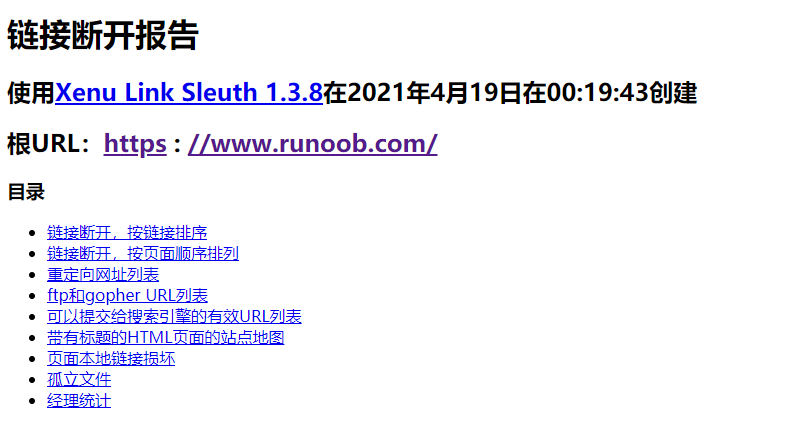 链接断开报告
使用Xenu Link Sleuth 1.3.8在2021年4月19日在00:19:43创建
根URL：https : //www.runoob.com/
目录
链接断开，按链接排序
链接断开，按页面顺序排列
重定向网址列表
ftp和gopher URL列表
可以提交给搜索引擎的有效URL列表
带有标题的HTML页面的站点地图
页面本地链接损坏
孤立文件
经理统计